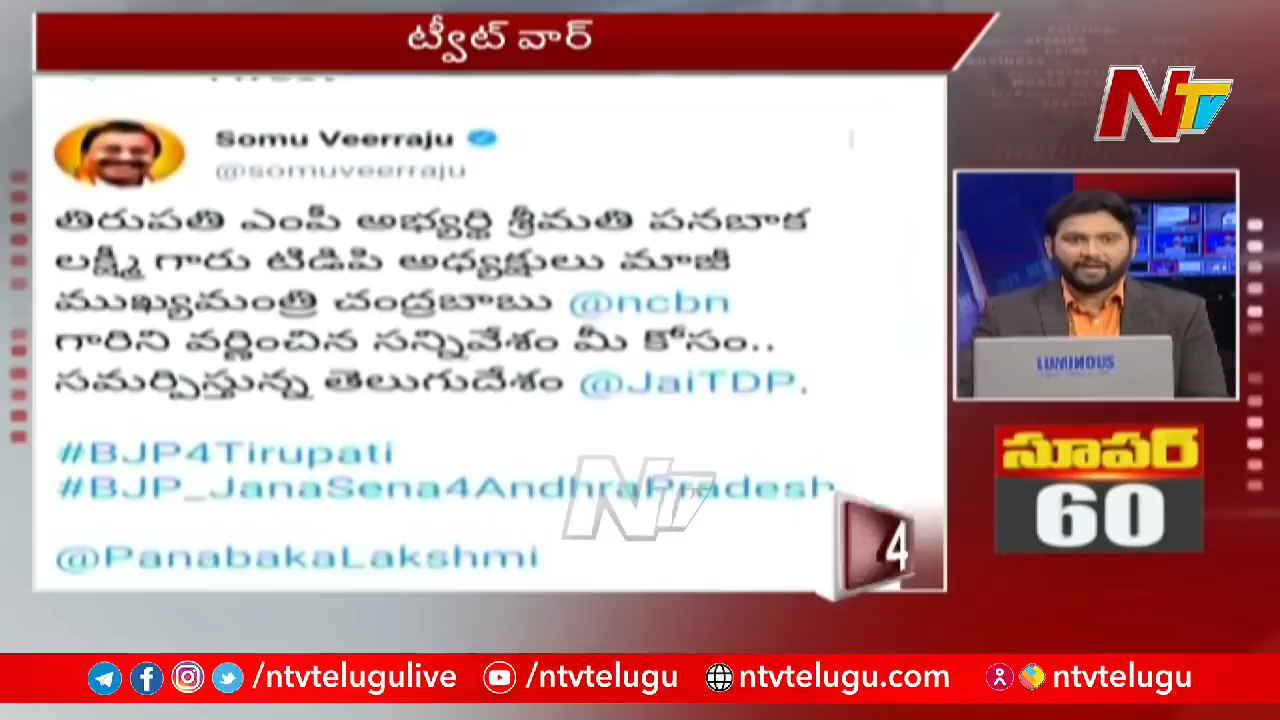 ట్వీట్ వార్
NTV
Somu Veerraju
@somuveerraju
తిరుపతి ఎంపీ అభ్యర్థి శ్రీమతి పనబాక
లక్ష్మీ గారు టిడిపి అధ్యక్షులు మాజీ
ముఖ్యమంత్రి చంద్రబాబు @ncbn
గారిని వర్ణించిన సన్నివేశం మీ కోసం..
సమర్పిస్తున్న తెలుగుదేశం @JaiTDP.
#BJP4Tirupati
#BJP_JanaSena4AndhraPradesh
@PanabakaLakshmi
NTV
4
LUMINOUS
సూపర్
60
/ntvtelugulive /ntvtelugu ntvtelugu.com ntvtelugu